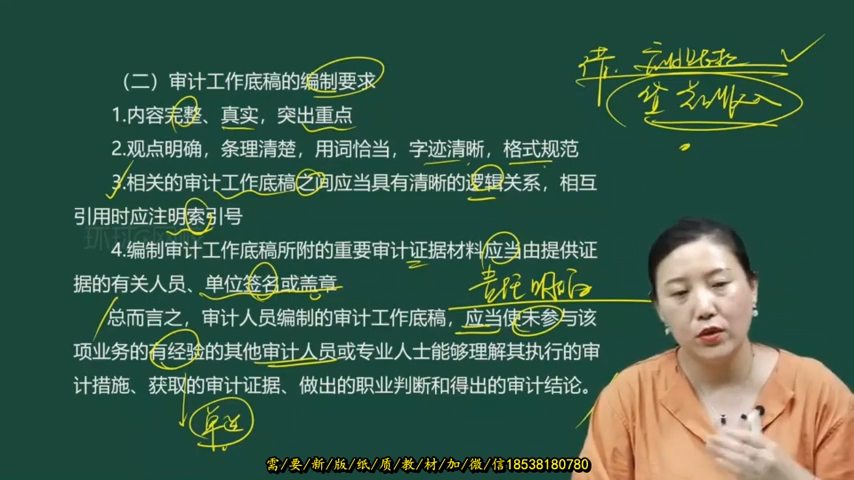 （二）审计工作底稿的编制要求
1.内容完整、真实，突出重点
2.观点明确，条理清楚，用词恰当，字迹清晰，格式规范
3.相关的审计工作底稿之间应当具有清晰的逻辑关系，相互
引用时应注明索引号
4.编制审计工作底稿所附的重要审计证据材料应当由提供证
据的有关人员、单位签名或盖章
责任明确
总而言之，审计人员编制的审计工作底稿，应当使未参与该
项业务的有经验的其他审计人员或专业人士能够理解其执行的审
计措施、获取的审计证据、做出的职业判断和得出的审计结论。
需/要/新/版/纸/质/教/材/加/微/信18538180780